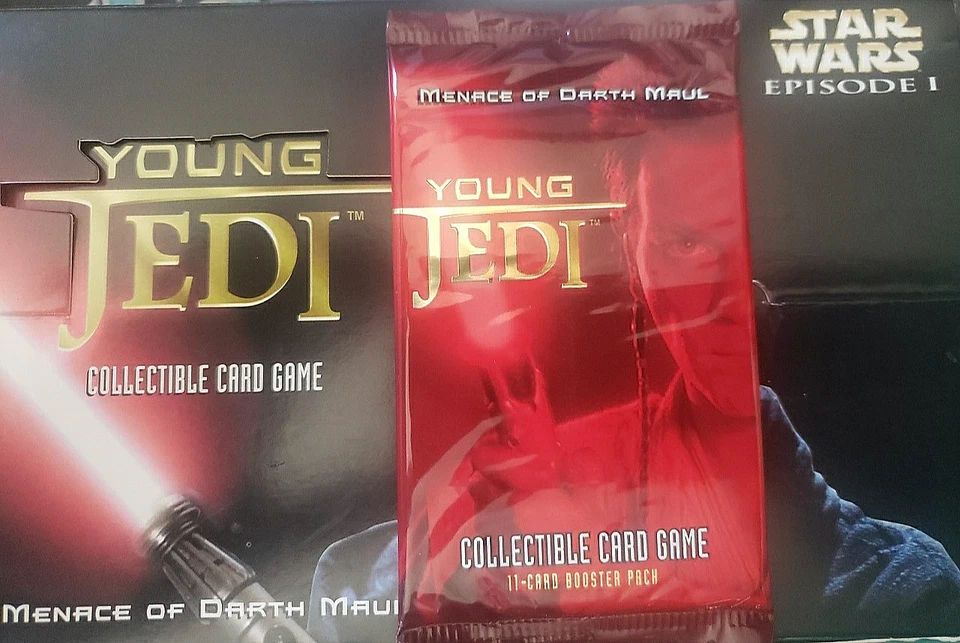 STAR
WARS
EPISODE I
YOUNG
JEDI™
COLLECTIBLE CARD GAME
MENACE OF DARTH MAUL
MENACE OF DARTH MAUL
YOUNG
JEDI™
COLLECTIBLE CARD GAME
11-CARD BOOSTER PACK